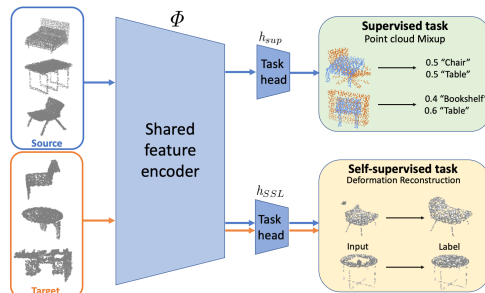 Φ
h_sup
Task
head
Supervised task
Point cloud Mixup
0.5 "Chair"
0.5 "Table"
0.4 "Bookshelf"
0.6 "Table"
Source
Shared
feature
encoder
h_SSL
Task
head
Self-supervised task
Deformation Reconstruction
Input
Label
Target